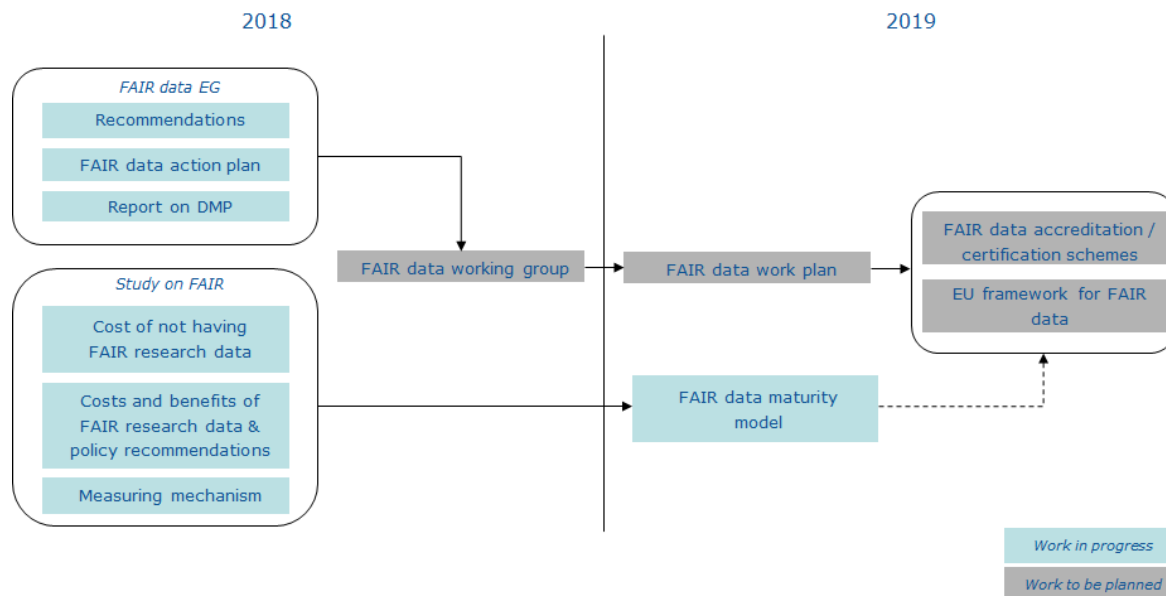 2018
2019
FAIR data EG
Recommendations
FAIR data action plan
Report on DMP
FAIR data working group
FAIR data work plan
FAIR data accreditation /
certification schemes
EU framework for FAIR
data
Study on FAIR
Cost of not having
FAIR research data
Costs and benefits of
FAIR research data &
policy recommendations
Measuring mechanism
FAIR data maturity
model
Work in progress
Work to be planned